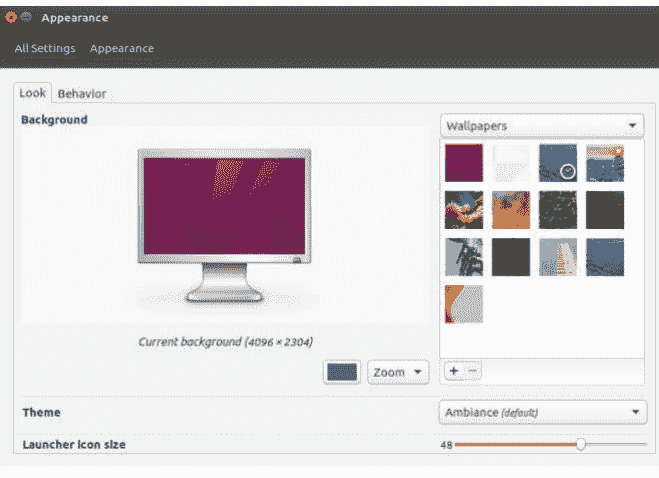 Appearance
All Settings Appearance
Look Behavior
Background
Wallpapers
Current background (4096 × 2304)
Zoom
Theme
Ambiance (default)
Launcher icon size
48